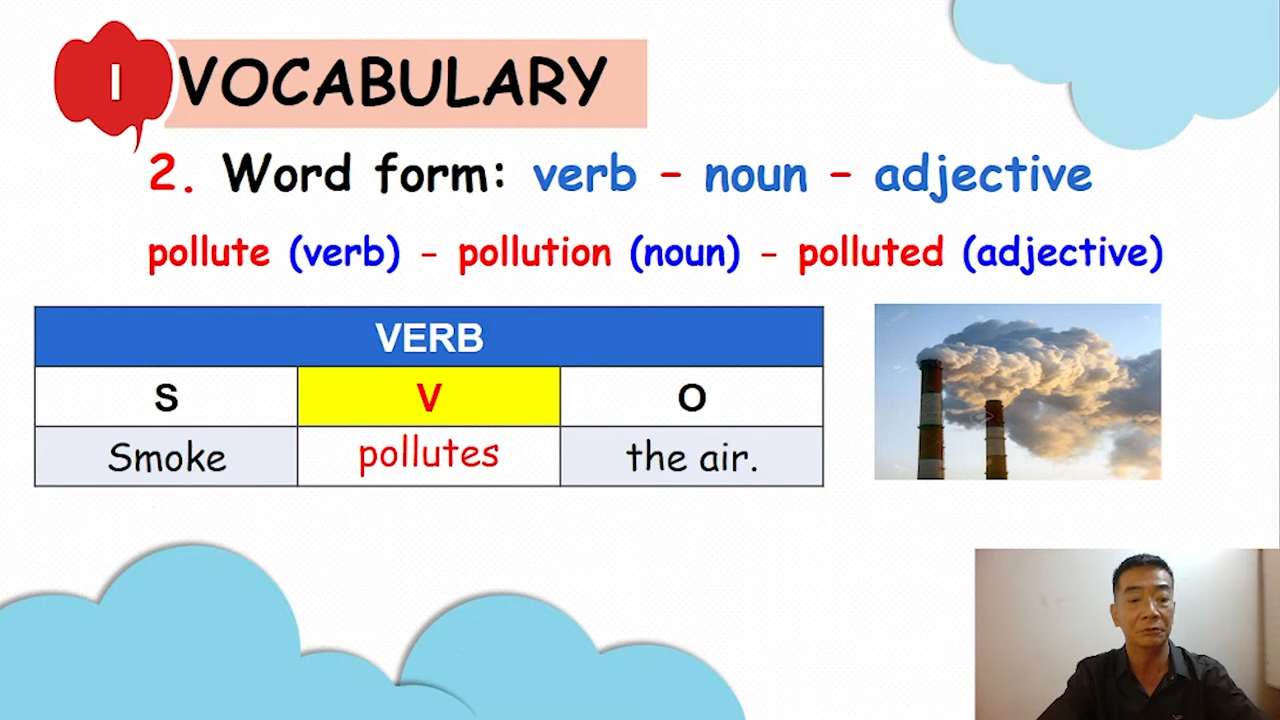 I VOCABULARY
2. Word form: verb – noun – adjective
pollute (verb) – pollution (noun) – polluted (adjective)
VERB
S V O
Smoke pollutes the air.